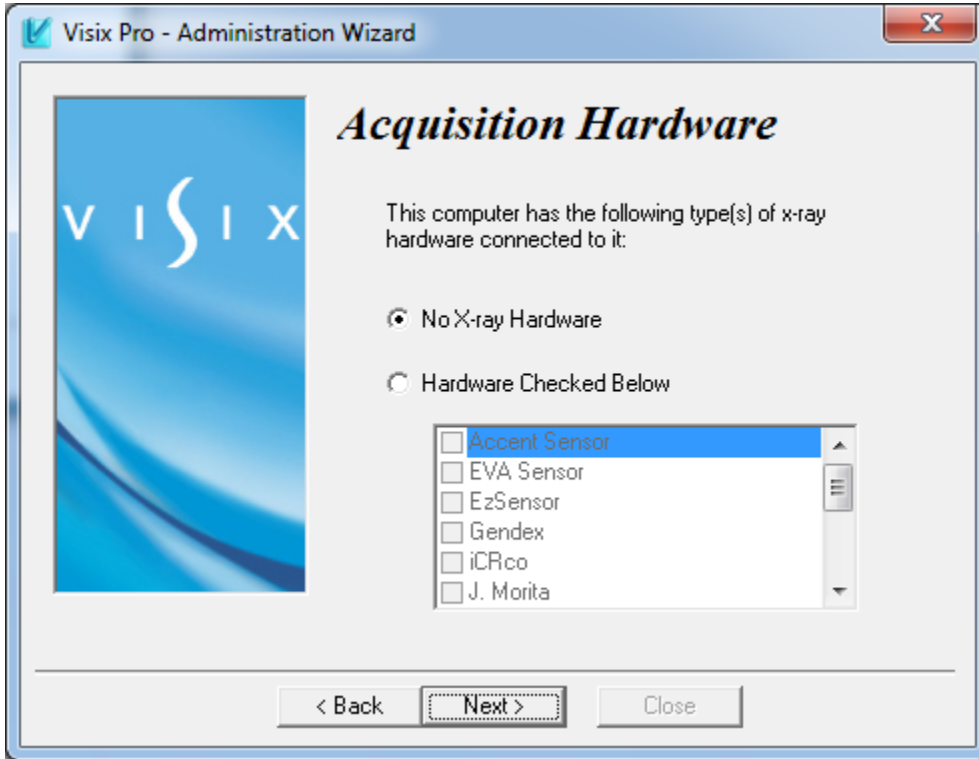 Visix Pro - Administration Wizard
VISIX
Acquisition Hardware
This computer has the following type(s) of x-ray
hardware connected to it:
No X-ray Hardware
Hardware Checked Below
Accent Sensor
EVA Sensor
EzSensor
Gendex
iCRco
J. Morita
< Back
Next >
Close